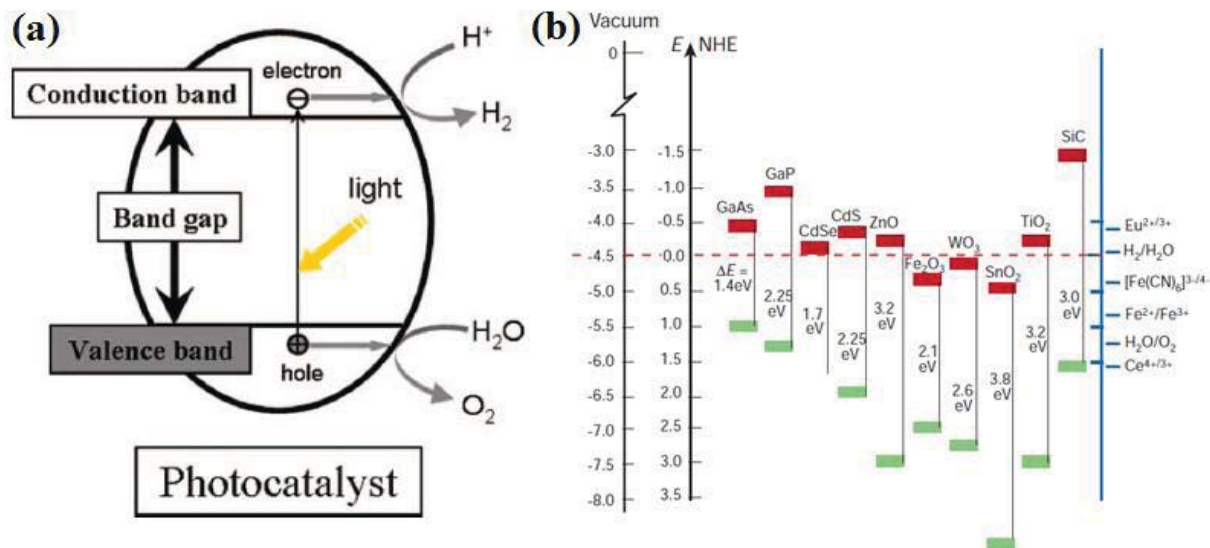 (a)
H⁺
electron
Conduction band
H₂
light
Band gap
Valence band
H₂O
hole
O₂
Photocatalyst
(b)
Vacuum
E NHE
0
-3.0
-3.5
-4.0
-4.5
-5.0
-5.5
-6.0
-6.5
-7.0
-7.5
-8.0
-1.5
-1.0
-0.5
0.0
0.5
1.0
1.5
2.0
2.5
3.0
3.5
GaAs
ΔE =
1.4eV
GaP
2.25
eV
CdSe
1.7
eV
CdS
2.25
eV
ZnO
3.2
eV
Fe₂O₃
2.1
eV
WO₃
2.6
eV
SnO₂
3.8
eV
TiO₂
3.2
eV
SiC
3.0
eV
Eu²⁺/³⁺
H₂/H₂O
[Fe(CN)₆]³⁻/⁴⁻
Fe²⁺/Fe³⁺
H₂O/O₂
Ce⁴⁺/³⁺